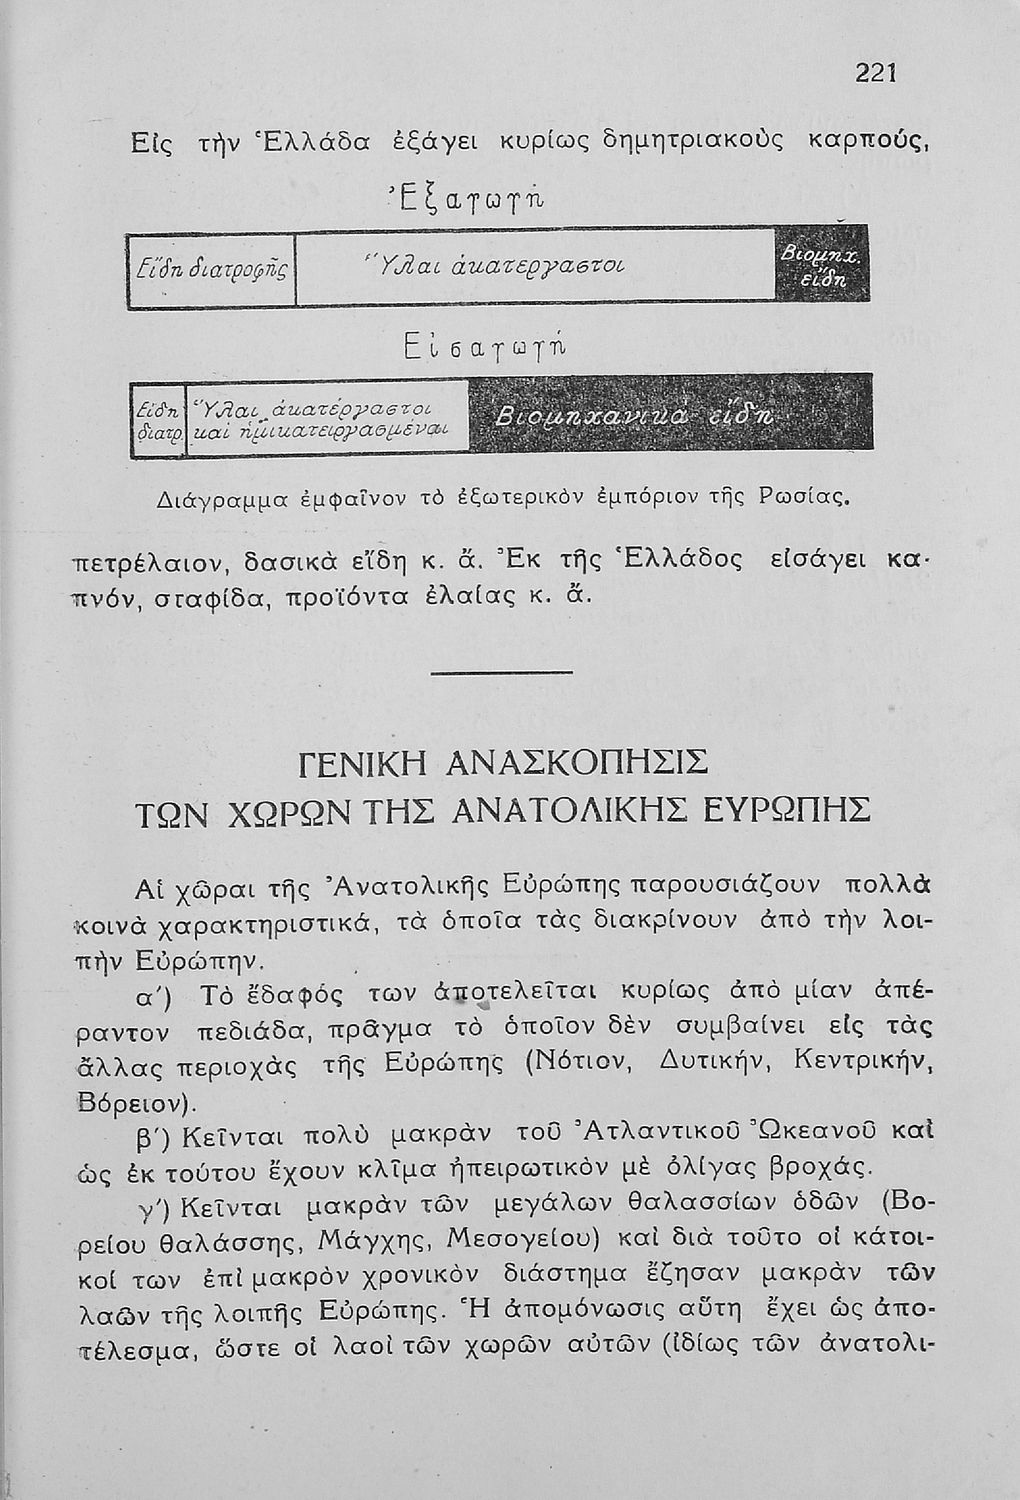 221
Εἰς τὴν Ἑλλάδα ἐξάγει κυρίως δημητριακοὺς καρπούς,
Ἐξαγωγή
Εἴδη διατροφῆς
Ὗλαι ἀκατέργαστοι
Βιομηχ.
εἴδη
Εἰσαγωγή
Εἴδη
διατρ.
Ὗλαι ἀκατέργαστοι
καὶ ἡμικατειργασμέναι
Βιομηχανικὰ εἴδη
Διάγραμμα ἐμφαῖνον τὸ ἐξωτερικὸν ἐμπόριον τῆς Ρωσίας.
πετρέλαιον, δασικὰ εἴδη κ. ἄ. Ἐκ τῆς Ἑλλάδος εἰσάγει κα-
πνόν, σταφίδα, προϊόντα ἐλαίας κ. ἄ.
ΓΕΝΙΚΗ ΑΝΑΣΚΟΠΗΣΙΣ
ΤΩΝ ΧΩΡΩΝ ΤΗΣ ΑΝΑΤΟΛΙΚΗΣ ΕΥΡΩΠΗΣ
Αἱ χῶραι τῆς Ἀνατολικῆς Εὐρώπης παρουσιάζουν πολλὰ
κοινὰ χαρακτηριστικά, τὰ ὁποῖα τὰς διακρίνουν ἀπὸ τὴν λοι-
πὴν Εὐρώπην.
α΄) Τὸ ἔδαφός των ἀποτελεῖται κυρίως ἀπὸ μίαν ἀπέ-
ραντον πεδιάδα, πρᾶγμα τὸ ὁποῖον δὲν συμβαίνει εἰς τὰς
ἄλλας περιοχὰς τῆς Εὐρώπης (Νότιον, Δυτικήν, Κεντρικήν,
Βόρειον).
β΄) Κεῖνται πολὺ μακρὰν τοῦ Ἀτλαντικοῦ Ὠκεανοῦ καὶ
ὡς ἐκ τούτου ἔχουν κλῖμα ἠπειρωτικὸν μὲ ὀλίγας βροχάς.
γ΄) Κεῖνται μακρὰν τῶν μεγάλων θαλασσίων ὁδῶν (Βο-
ρείου θαλάσσης, Μάγχης, Μεσογείου) καὶ διὰ τοῦτο οἱ κάτοι-
κοί των ἐπὶ μακρὸν χρονικὸν διάστημα ἔζησαν μακρὰν τῶν
λαῶν τῆς λοιπῆς Εὐρώπης. Ἡ ἀπομόνωσις αὕτη ἔχει ὡς ἀπο-
τέλεσμα, ὥστε οἱ λαοὶ τῶν χωρῶν αὐτῶν (ἰδίως τῶν ἀνατολι-